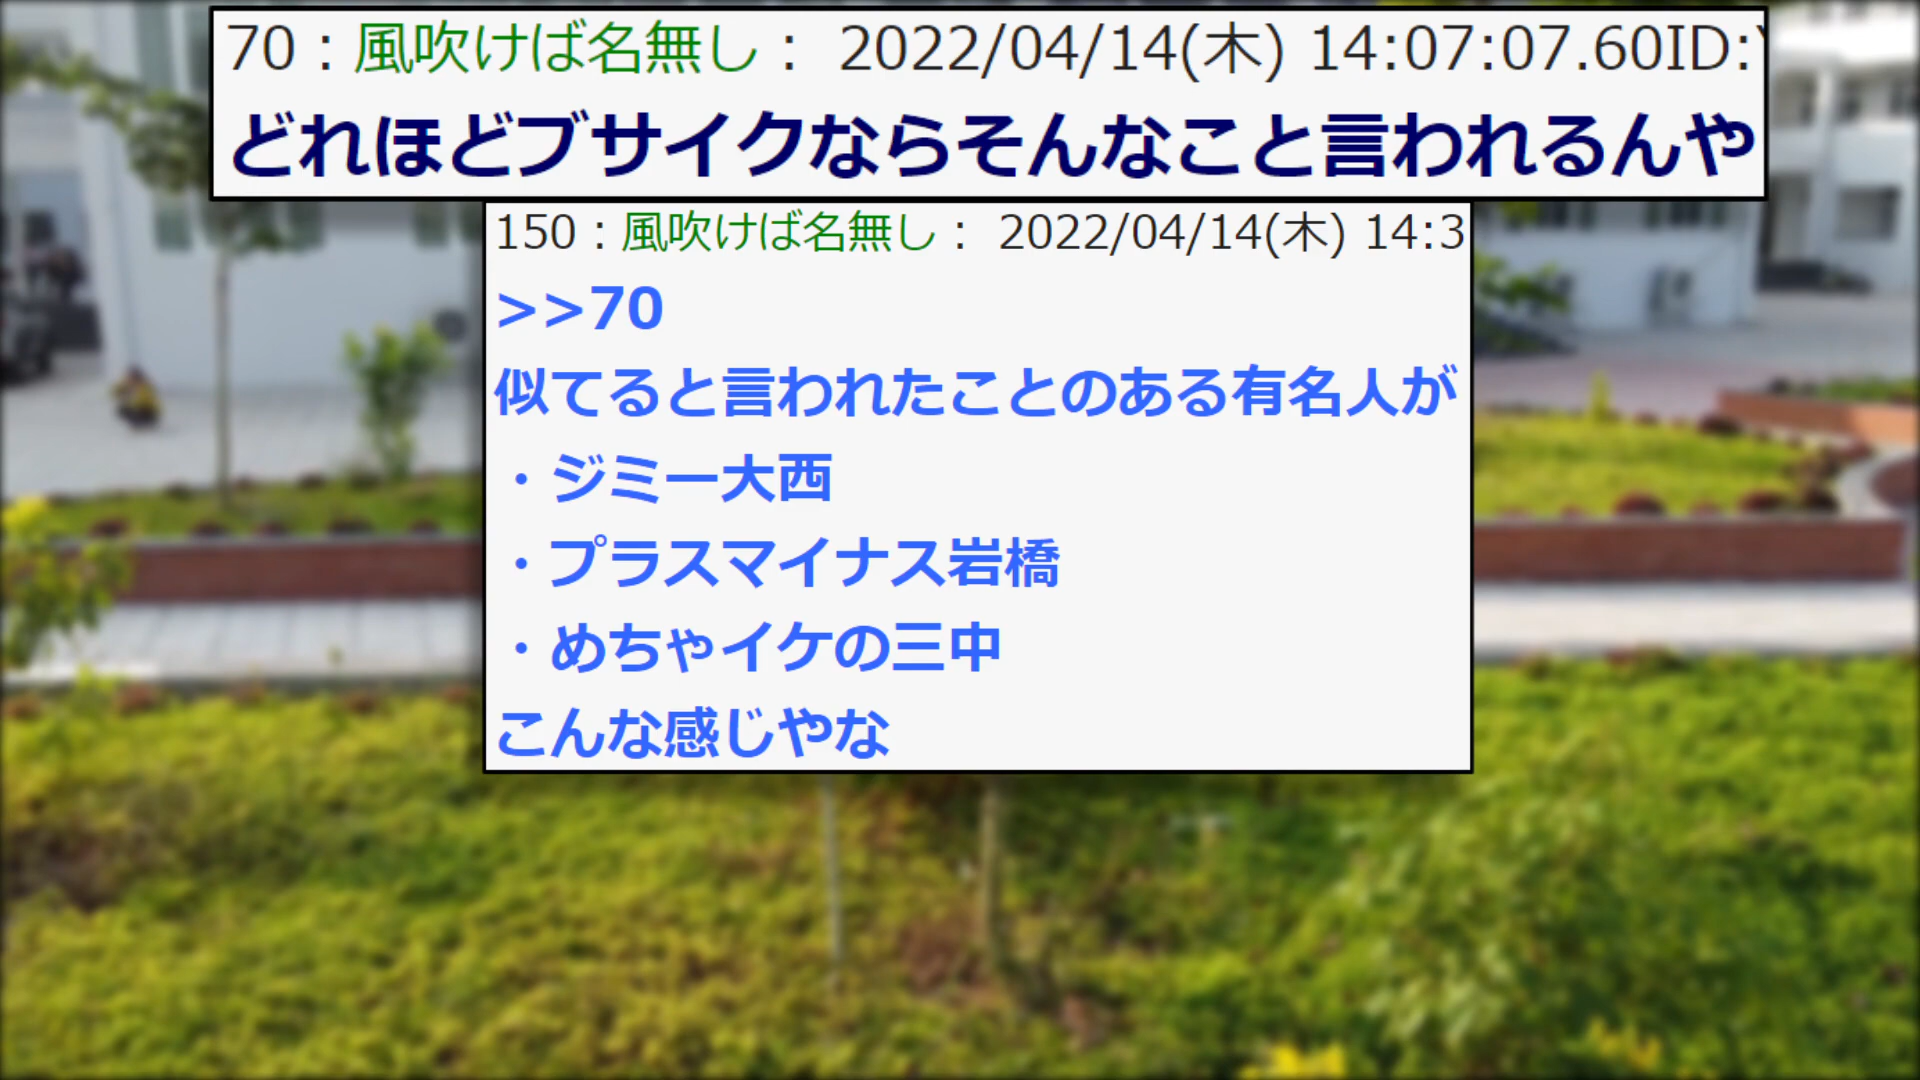 70：風吹けば名無し： 2022/04/14(木) 14:07:07.60ID:
どれほどブサイクならそんなこと言われるんや
150：風吹けば名無し： 2022/04/14(木) 14:3
>>70
似てると言われたことのある有名人が
・ジミー大西
・プラスマイナス岩橋
・めちゃイケの三中
こんな感じやな